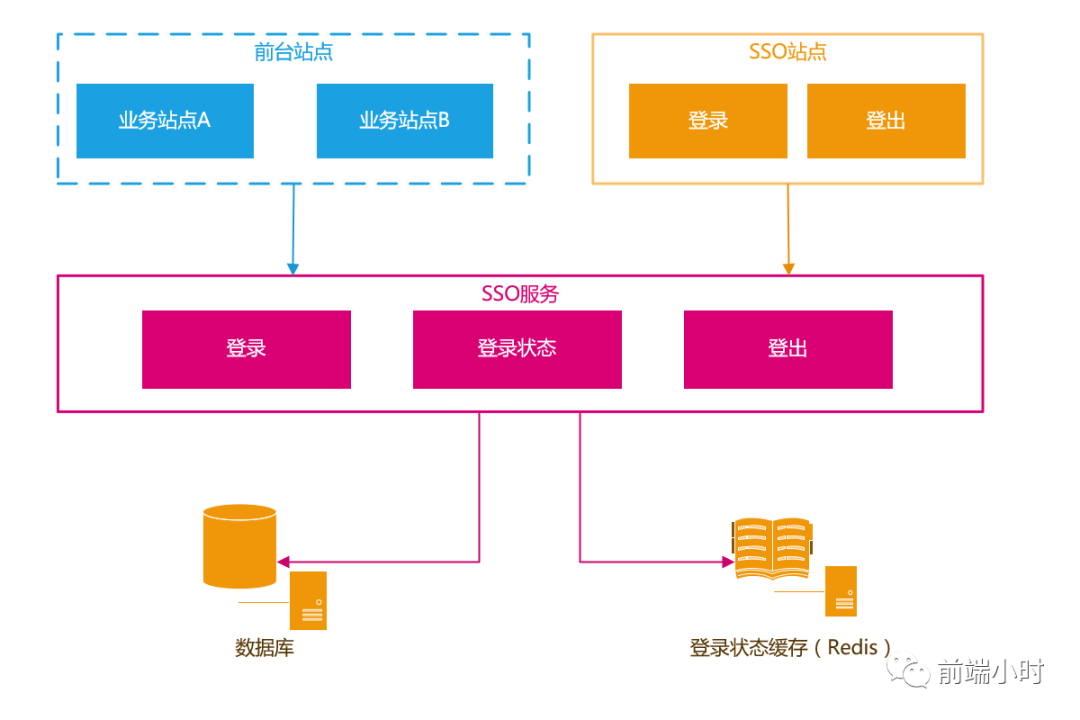 前台站点
SSO站点
业务站点A
业务站点B
登录
登出
SSO服务
登录
登录状态
登出
数据库
登录状态缓存（Redis）
前端小时